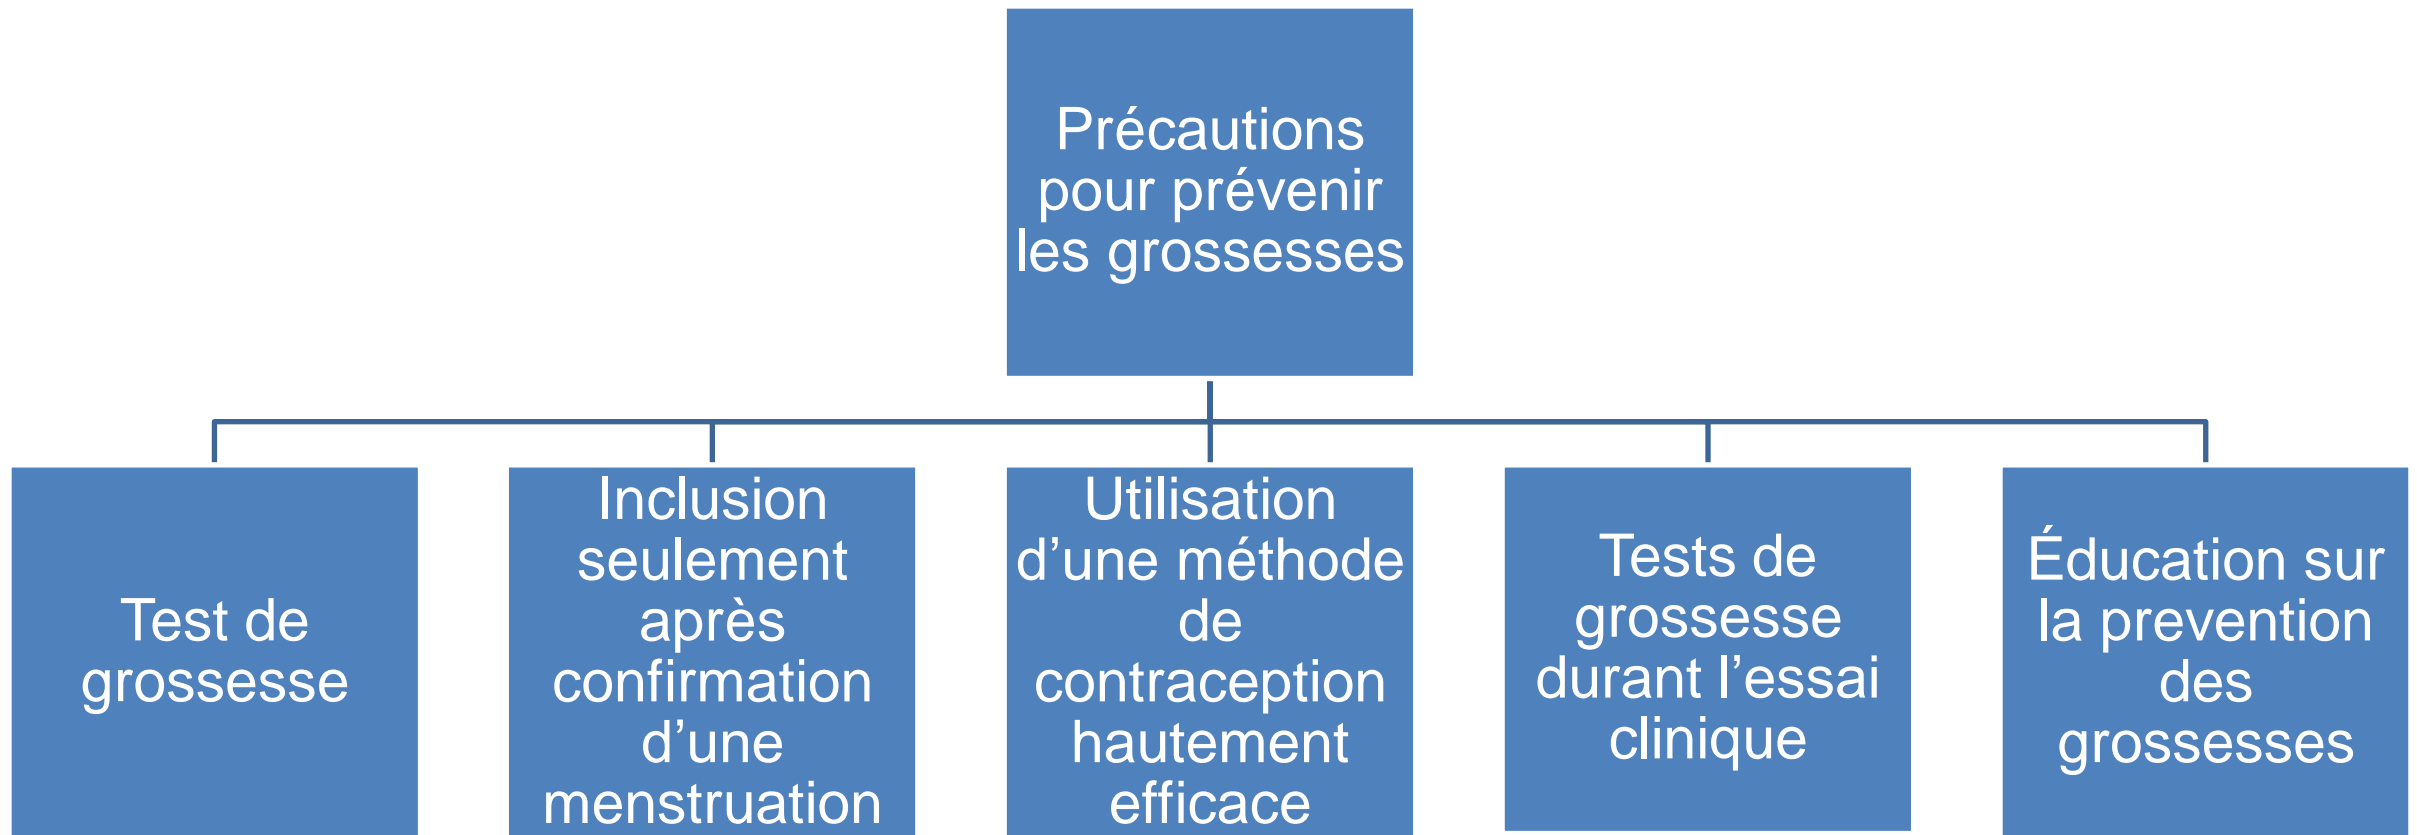 Précautions
pour prévenir
les grossesses
Test de
grossesse
Inclusion
seulement
après
confirmation
d’une
menstruation
Utilisation
d’une méthode
de
contraception
hautement
efficace
Tests de
grossesse
durant l’essai
clinique
Éducation sur
la prevention
des
grossesses